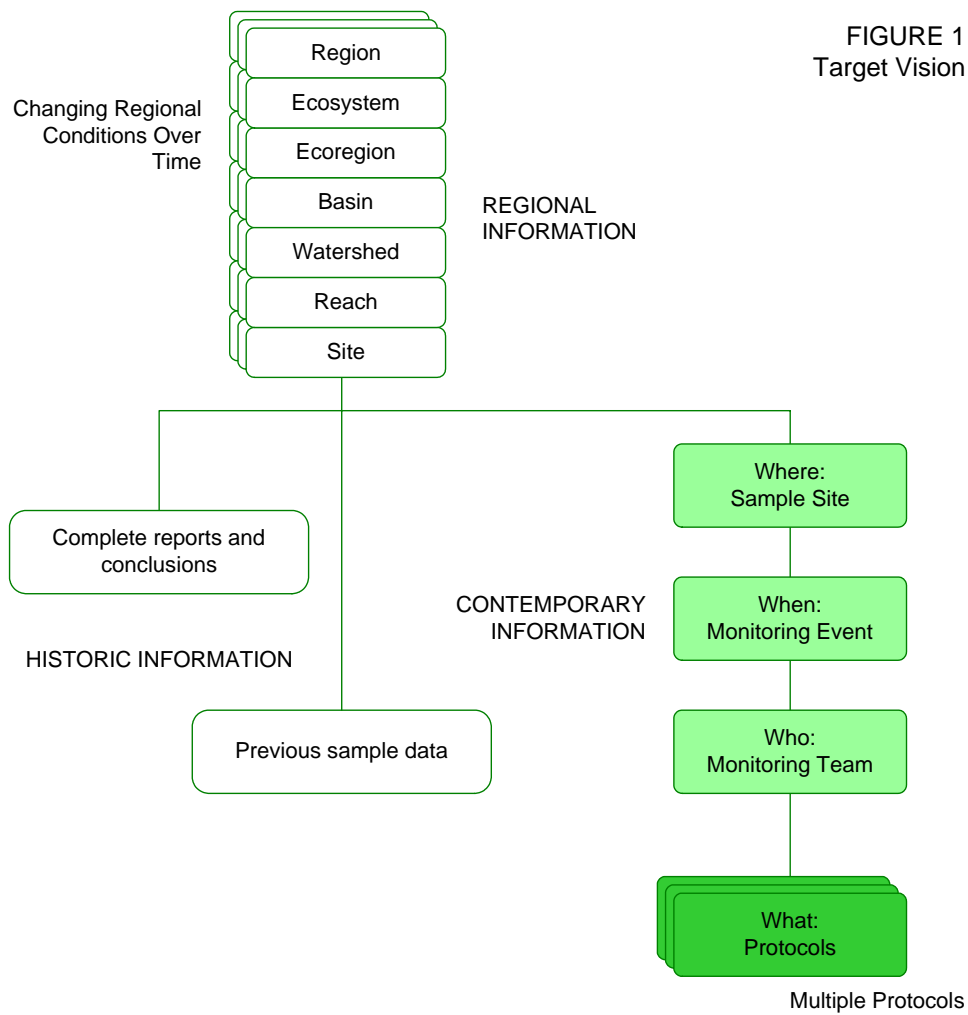 FIGURE 1
Target Vision
Changing Regional
Conditions Over
Time
Region
Ecosystem
Ecoregion
Basin
Watershed
Reach
Site
REGIONAL
INFORMATION
Complete reports and
conclusions
HISTORIC INFORMATION
Previous sample data
CONTEMPORARY
INFORMATION
Where:
Sample Site
When:
Monitoring Event
Who:
Monitoring Team
What:
Protocols
Multiple Protocols